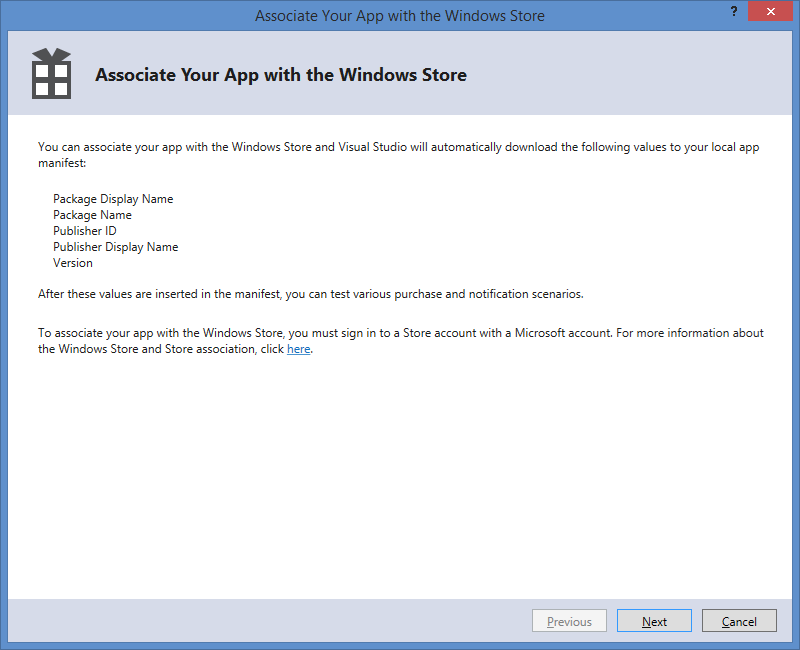 Associate Your App with the Windows Store
?
Associate Your App with the Windows Store
You can associate your app with the Windows Store and Visual Studio will automatically download the following values to your local app
manifest:
Package Display Name
Package Name
Publisher ID
Publisher Display Name
Version
After these values are inserted in the manifest, you can test various purchase and notification scenarios.
To associate your app with the Windows Store, you must sign in to a Store account with a Microsoft account. For more information about
the Windows Store and Store association, click here.
Previous Next Cancel